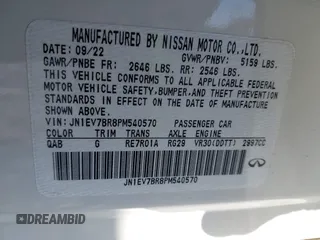 MANUFACTURED BY NISSAN MOTOR CO.,LTD.
DATE: 09/22 GVWR/PNBV: 5159 LBS.
GAWR/PNBE FR: 2646 LBS. RR: 2546 LBS.
THIS VEHICLE CONFORMS TO ALL APPLICABLE FEDERAL
MOTOR VEHICLE SAFETY,BUMPER,AND THEFT PREVENTION
STANDARDS IN EFFECT ON THE DATE OF MANUFACTURE
SHOWN ABOVE.
VIN: JN1EV7BR8PM540570 PASSENGER CAR
COLOR TRIM TRANS AXLE ENGINE
QAB G RE7R01A RG29 VR30(DDTT) 2997CC
JN1EV7BR8PM540570
INFINITI
© DREAMBID